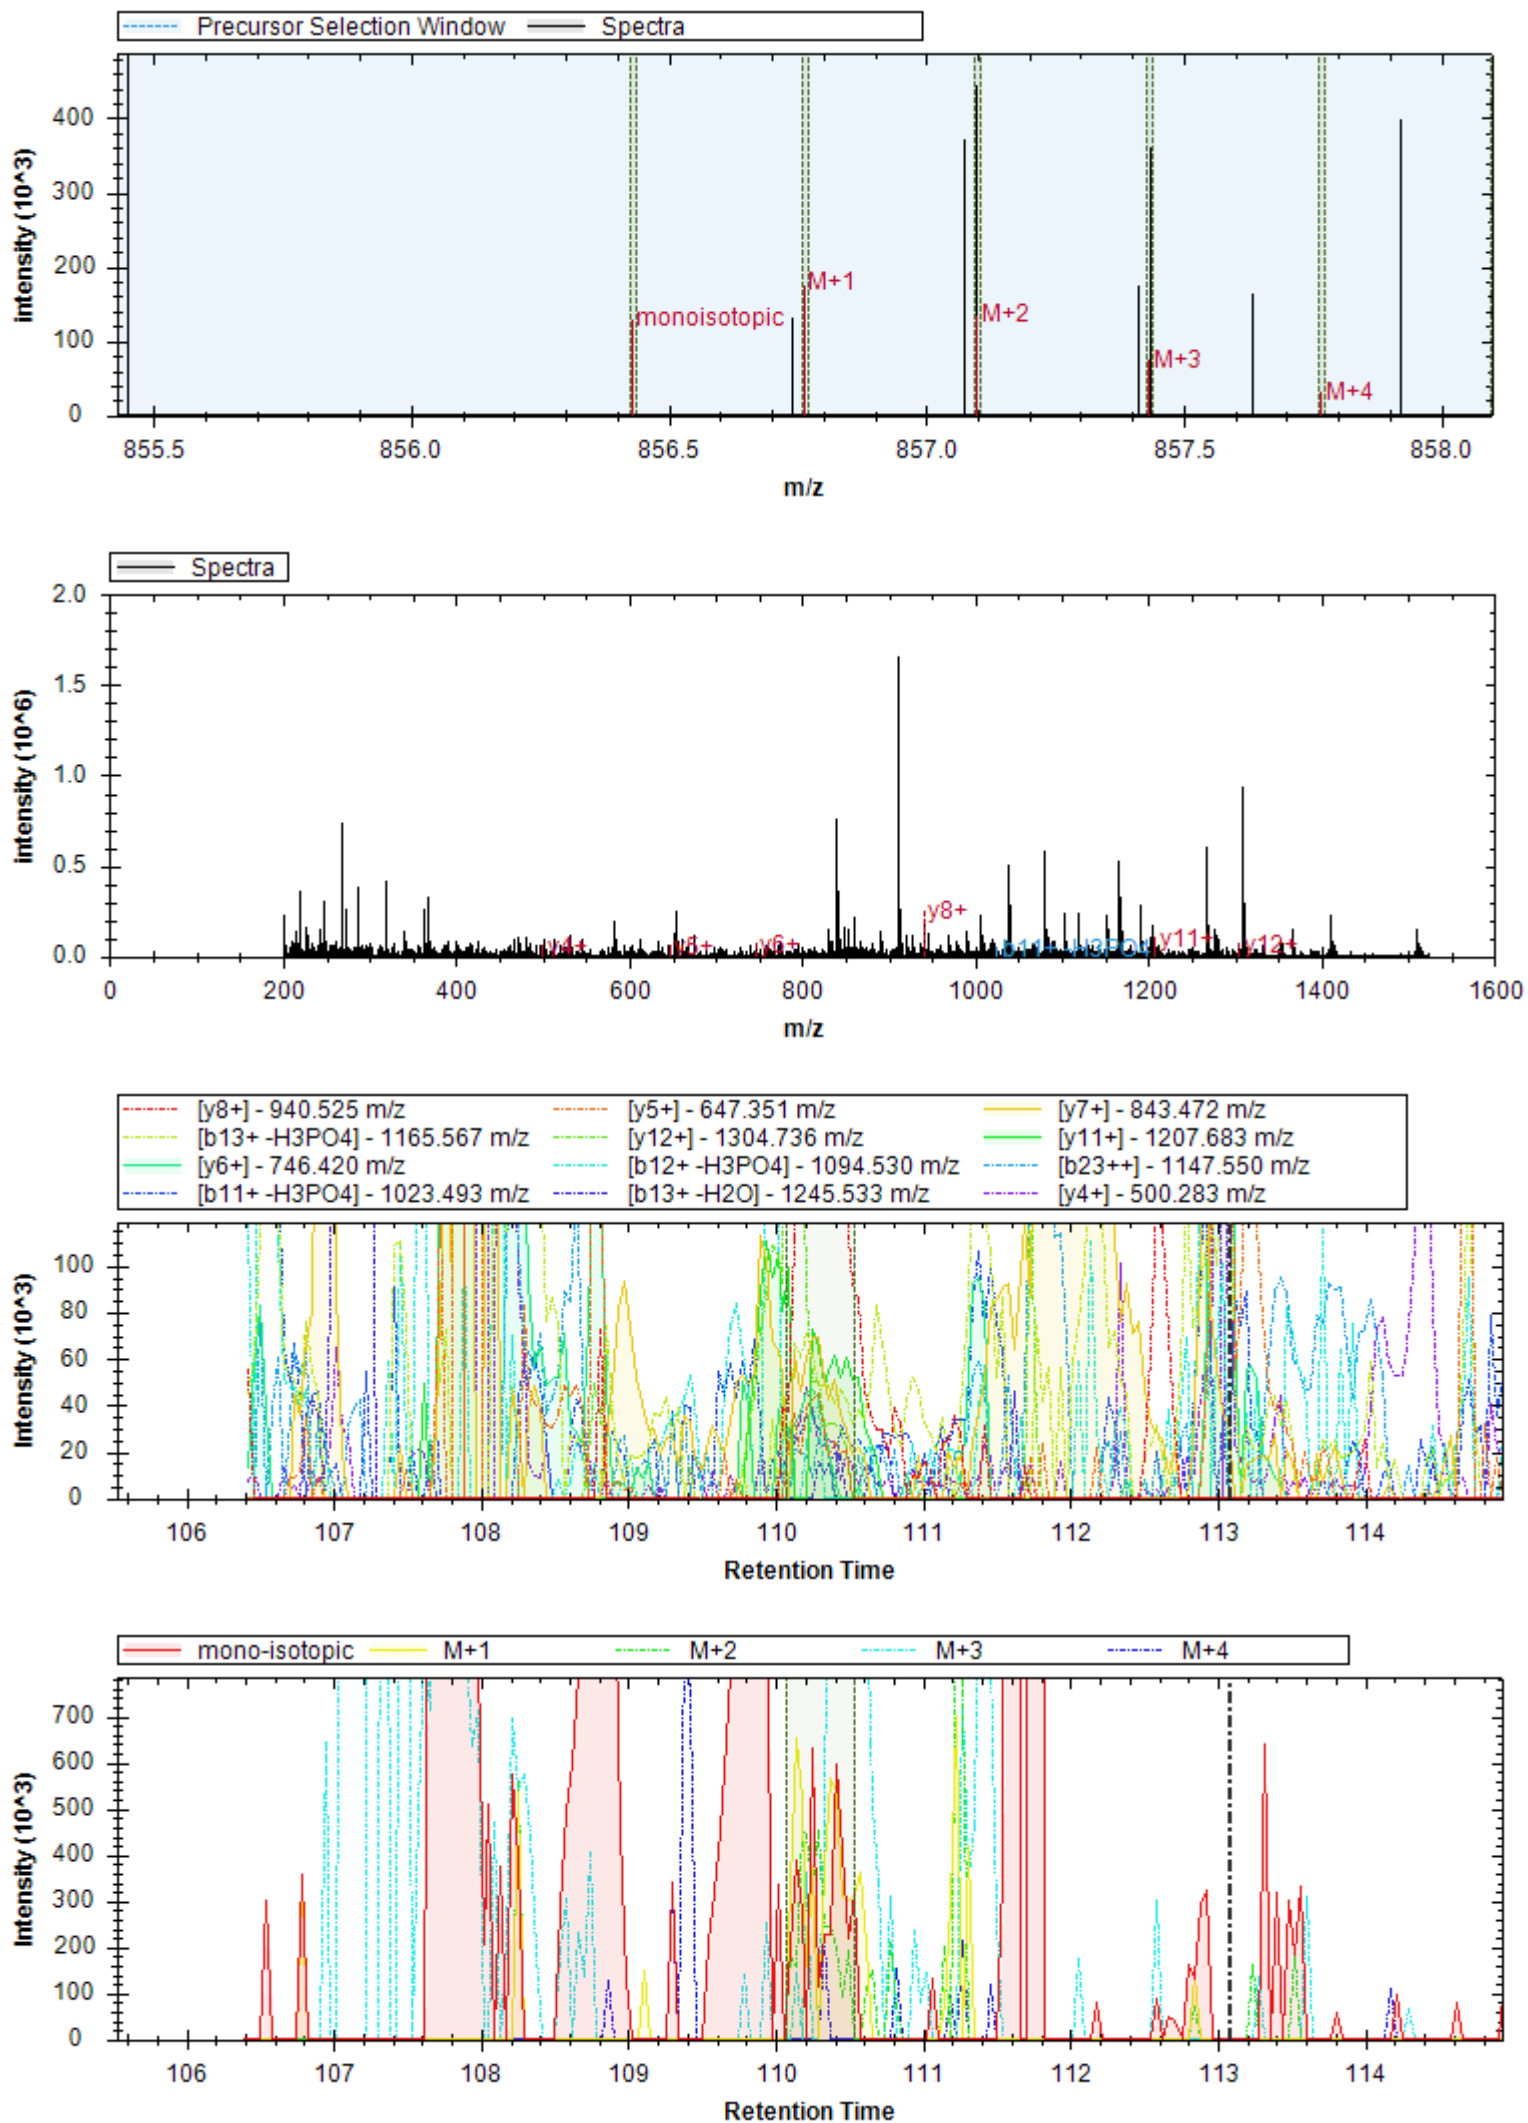 Precursor Selection Window Spectra
intensity (10^3)
400
300
200
100
0
monoisotopic
M+1
M+2
M+3
M+4
855.5 856.0 856.5 857.0 857.5 858.0
m/z
Spectra
intensity (10^6)
2.0
1.5
1.0
0.5
0.0
y4+
y5+
y6+
y8+
b11+ -H3PO4
y11+
y12+
0 200 400 600 800 1000 1200 1400 1600
m/z
[y8+] - 940.525 m/z [y5+] - 647.351 m/z [y7+] - 843.472 m/z
[b13+ -H3PO4] - 1165.567 m/z [y12+] - 1304.736 m/z [y11+] - 1207.683 m/z
[y6+] - 746.420 m/z [b12+ -H3PO4] - 1094.530 m/z [b23++] - 1147.550 m/z
[b11+ -H3PO4] - 1023.493 m/z [b13+ -H2O] - 1245.533 m/z [y4+] - 500.283 m/z
Intensity (10^3)
100
80
60
40
20
0
106 107 108 109 110 111 112 113 114
Retention Time
mono-isotopic M+1 M+2 M+3 M+4
Intensity (10^3)
700
600
500
400
300
200
100
0
106 107 108 109 110 111 112 113 114
Retention Time